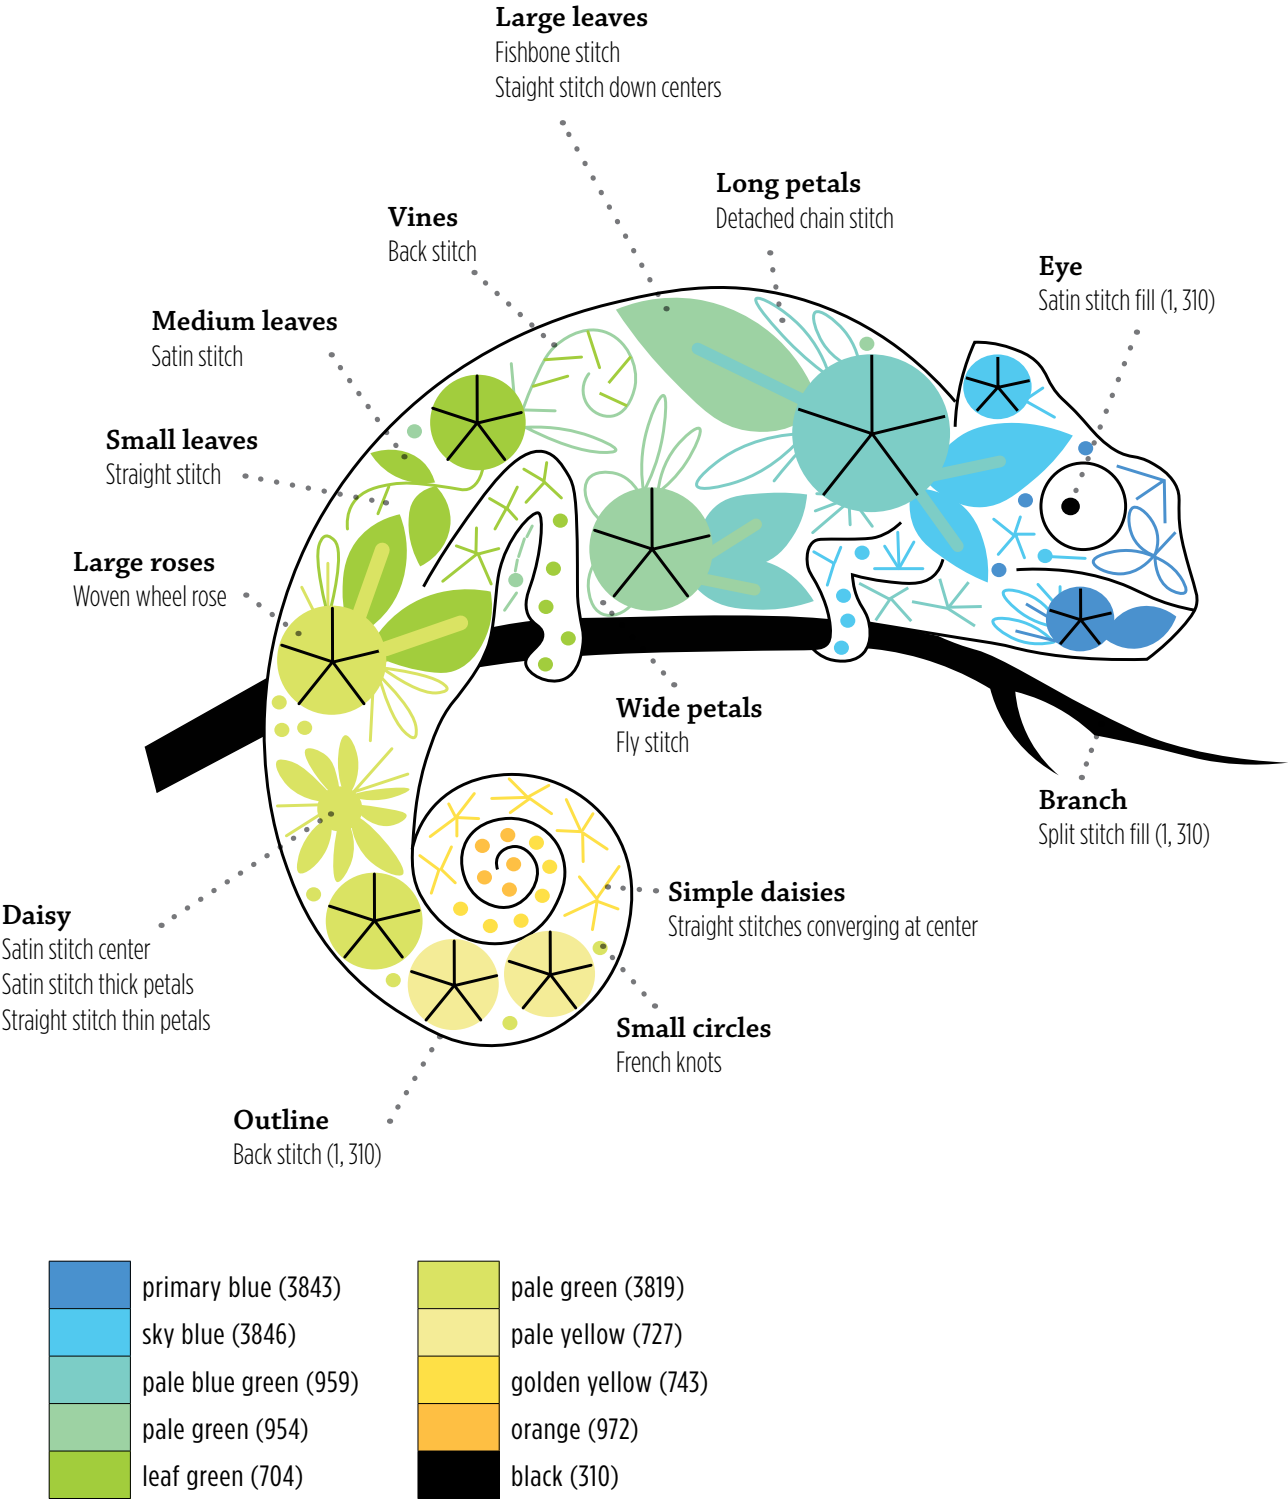 Large leaves
Fishbone stitch
Staight stitch down centers
Long petals
Detached chain stitch
Vines
Back stitch
Eye
Satin stitch fill (1, 310)
Medium leaves
Satin stitch
Small leaves
Straight stitch
Large roses
Woven wheel rose
Wide petals
Fly stitch
Branch
Split stitch fill (1, 310)
Simple daisies
Straight stitches converging at center
Daisy
Satin stitch center
Satin stitch thick petals
Straight stitch thin petals
Small circles
French knots
Outline
Back stitch (1, 310)
primary blue (3843)
sky blue (3846)
pale blue green (959)
pale green (954)
leaf green (704)
pale green (3819)
pale yellow (727)
golden yellow (743)
orange (972)
black (310)